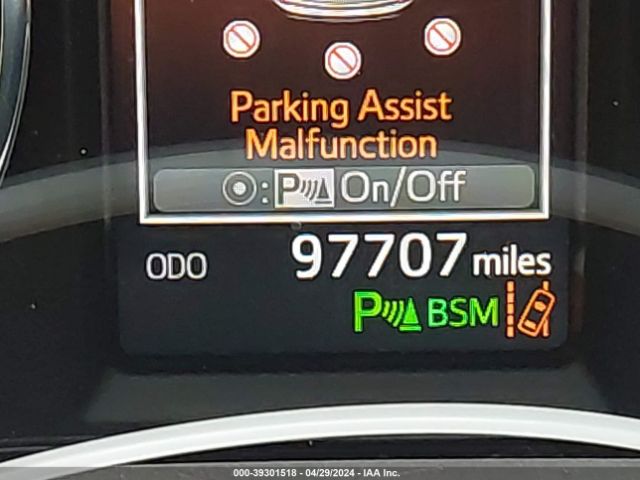 Parking Assist
Malfunction
: P On/Off
ODO 97707 miles
P BSM
000-39301518 - 04/29/2024 - IAA Inc.